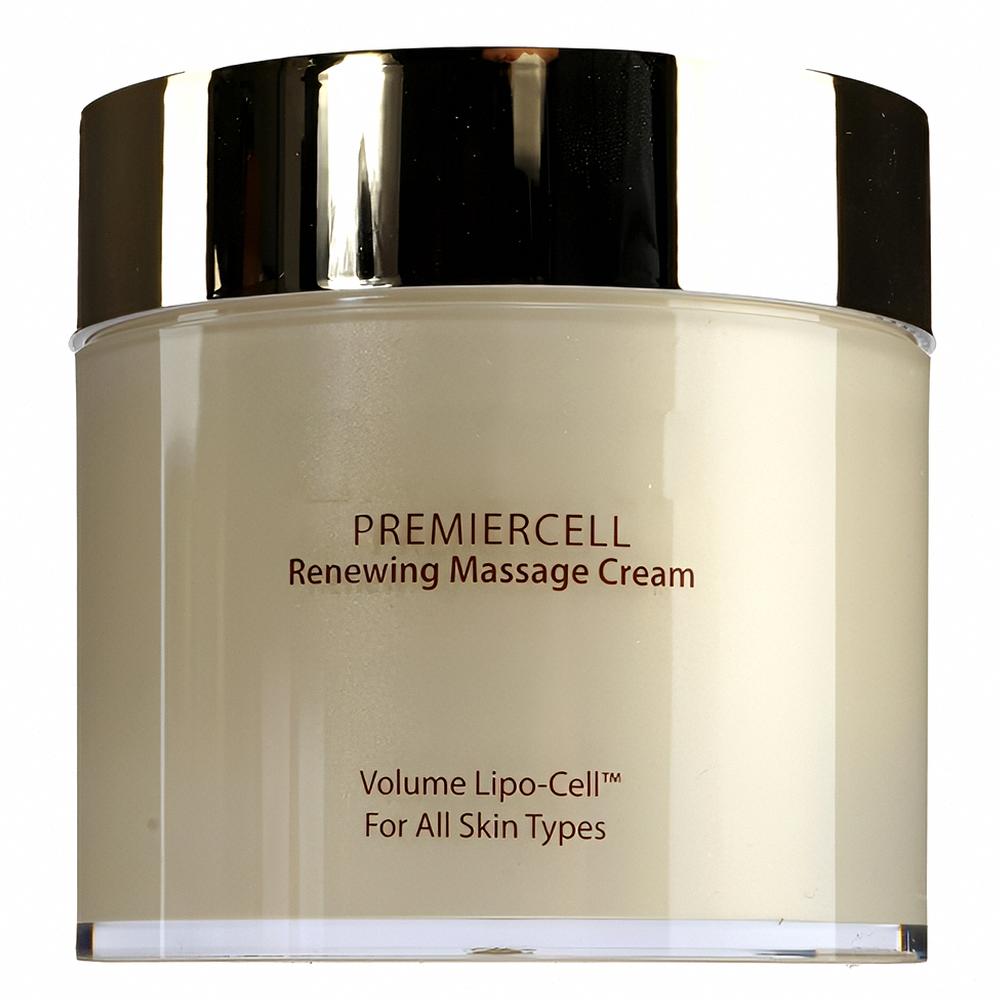 PREMIERCELL
Renewing Massage Cream
Volume Lipo-Cell™
For All Skin Types